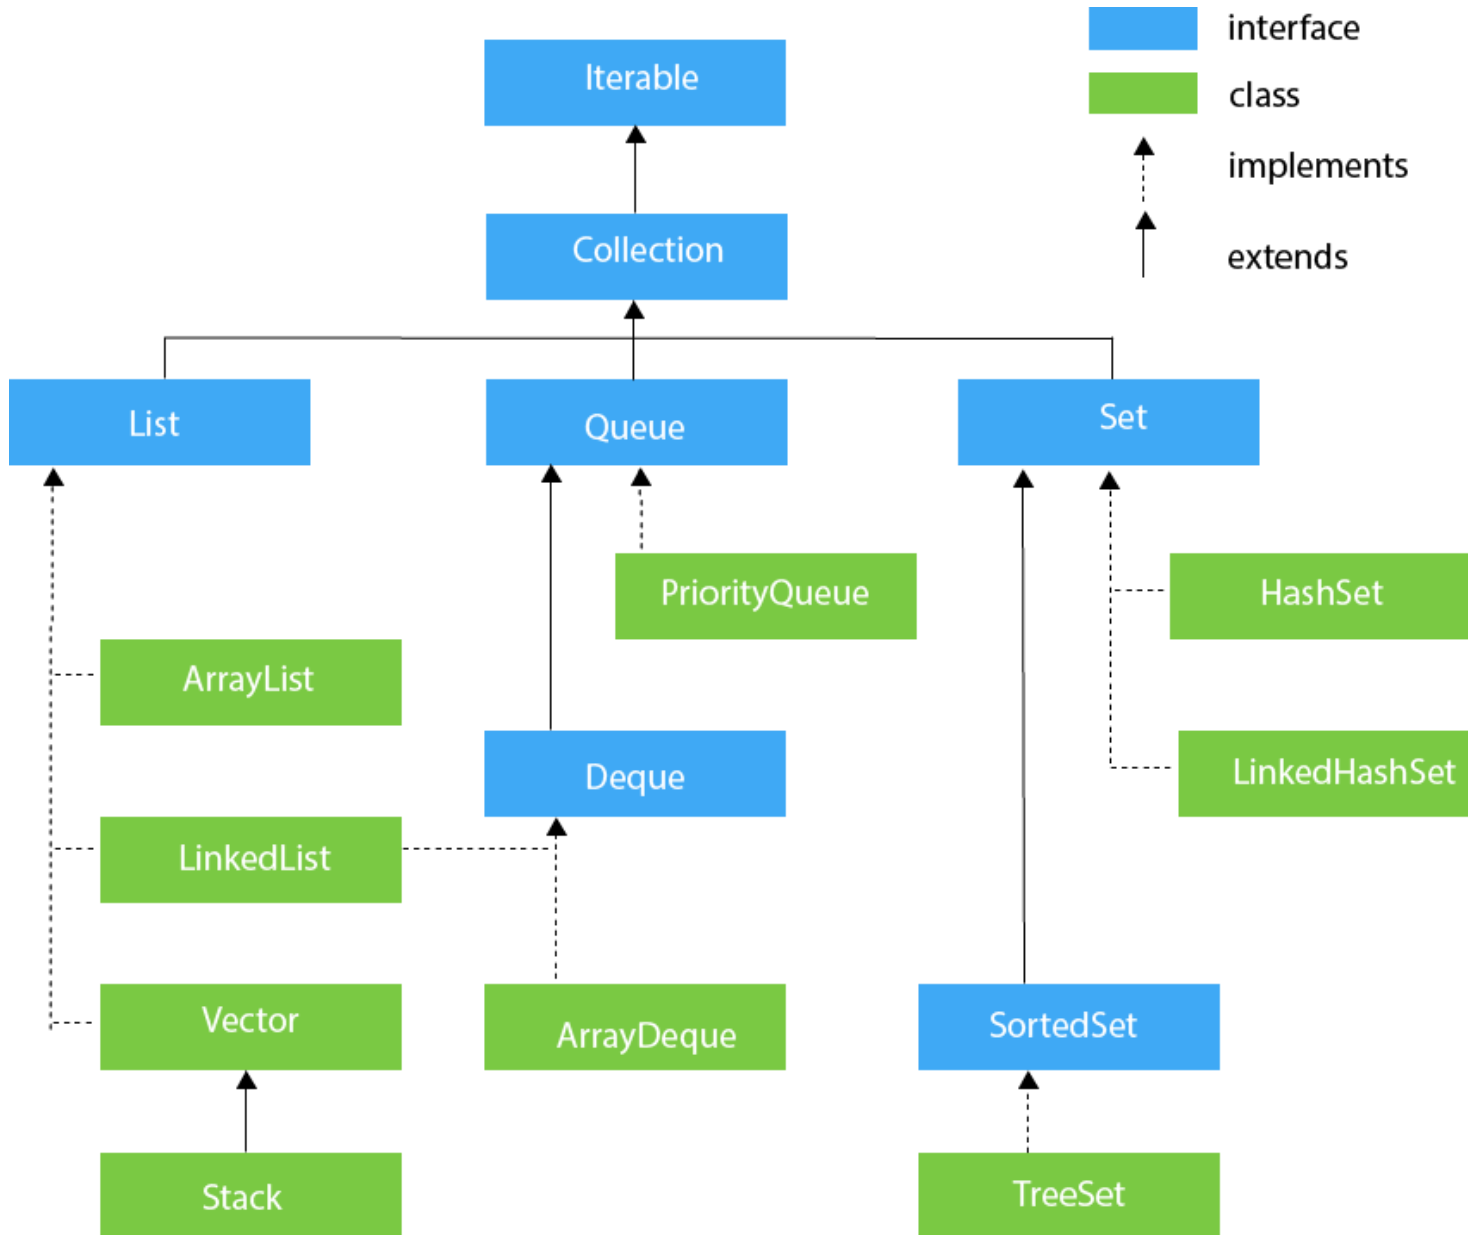 interface
Iterable
class
implements
Collection
extends
List
Queue
Set
PriorityQueue
HashSet
ArrayList
Deque
LinkedHashSet
LinkedList
Vector
ArrayDeque
SortedSet
Stack
TreeSet